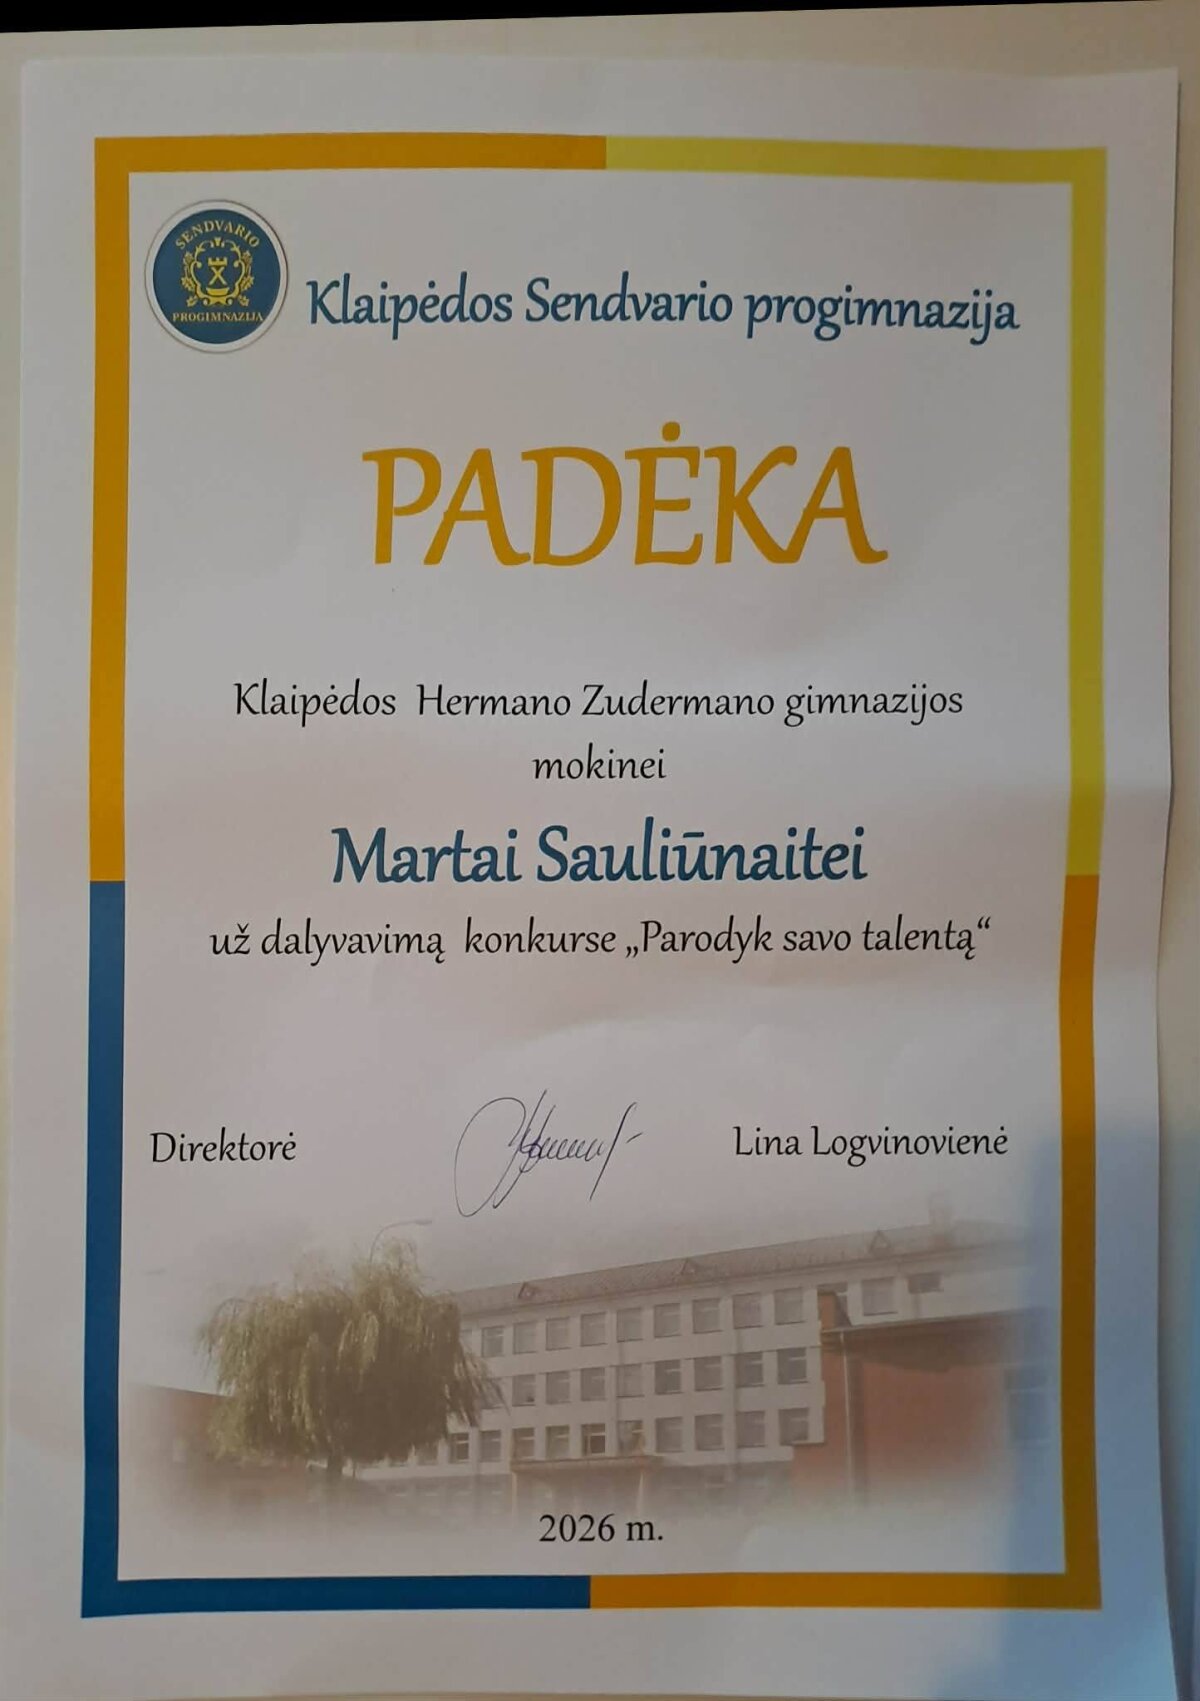 SENDVARIO
PROGIMNAZIJA
Klaipėdos Sendvario progimnazija
PADĖKA
Klaipėdos Hermano Zudermano gimnazijos
mokinei
Martai Sauliūnaitei
už dalyvavimą konkurse „Parodyk savo talentą“
Direktorė Lina Logvinovienė
2026 m.